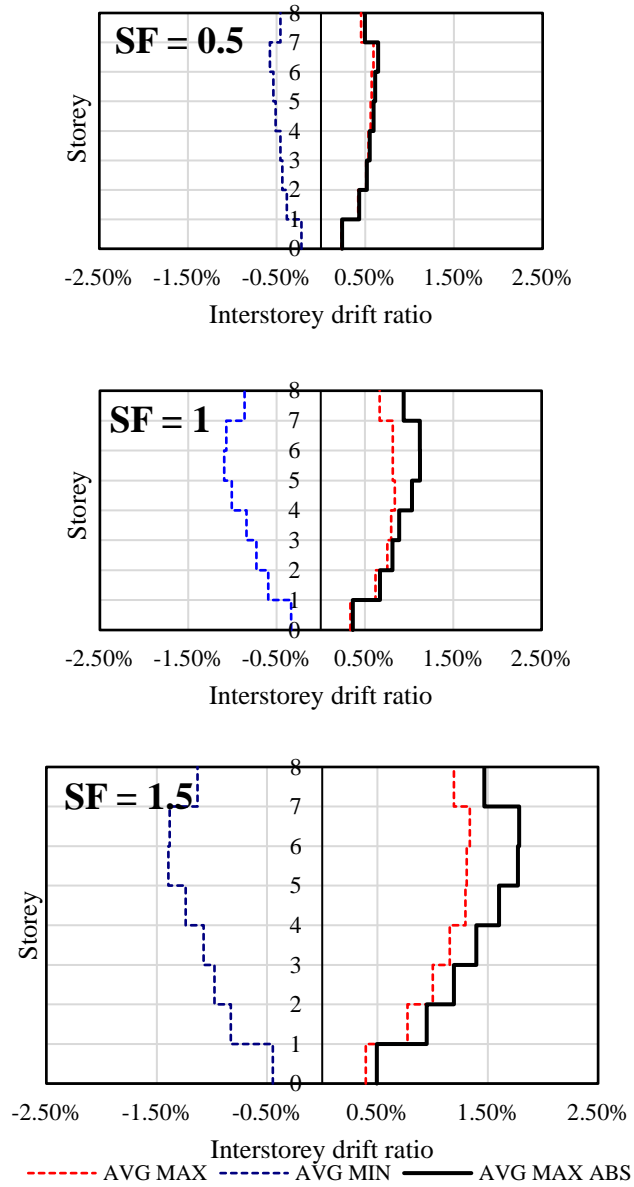 SF = 0.5
8
7
6
5
4
3
2
1
0
Storey
-2.50% -1.50% -0.50% 0.50% 1.50% 2.50%
Interstorey drift ratio
SF = 1
8
7
6
5
4
3
2
1
0
Storey
-2.50% -1.50% -0.50% 0.50% 1.50% 2.50%
Interstorey drift ratio
SF = 1.5
8
7
6
5
4
3
2
1
0
Storey
-2.50% -1.50% -0.50% 0.50% 1.50% 2.50%
Interstorey drift ratio
AVG MAX AVG MIN AVG MAX ABS